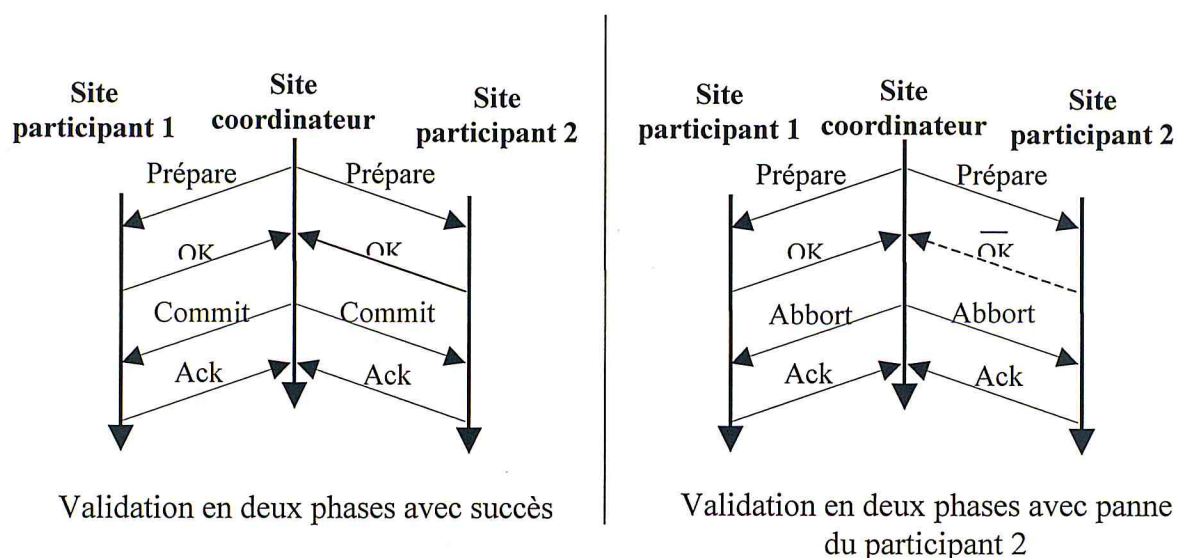 Site
participant 1
Site
coordinateur
Site
participant 2
Prépare
Prépare
OK
OK
Commit
Commit
Ack
Ack
Validation en deux phases avec succès
Site
participant 1
Site
coordinateur
Site
participant 2
Prépare
Prépare
OK
O̅K̅
Abbort
Abbort
Ack
Ack
Validation en deux phases avec panne
du participant 2